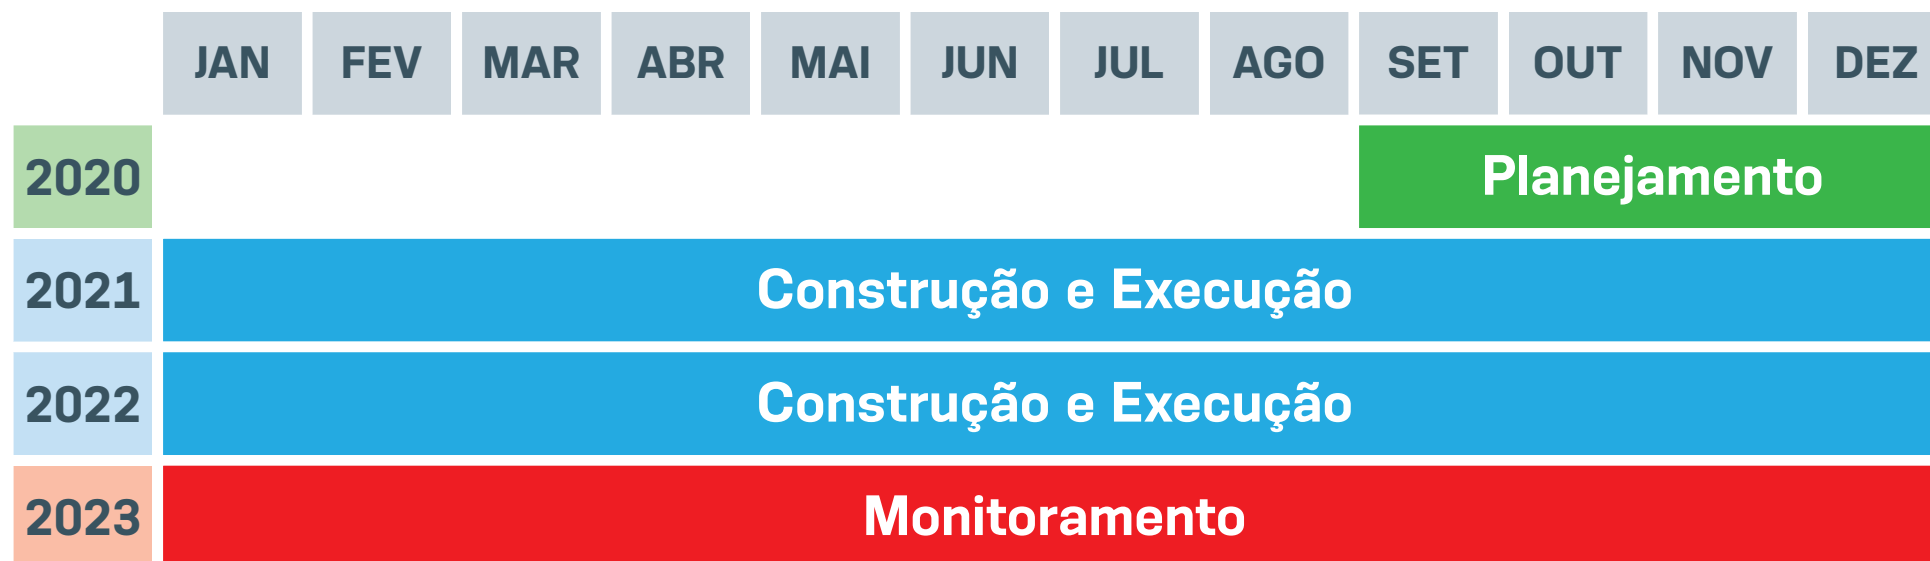 JAN FEV MAR ABR MAI JUN JUL AGO SET OUT NOV DEZ
2020 Planejamento
2021 Construção e Execução
2022 Construção e Execução
2023 Monitoramento